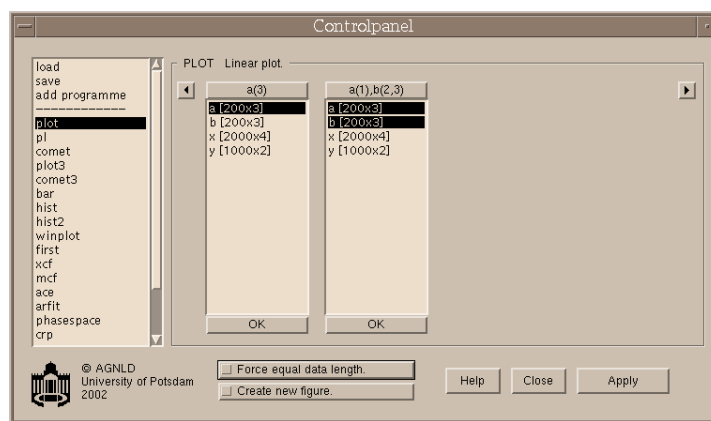 Controlpanel
load
save
add programme
------------
plot
pl
comet
plot3
comet3
bar
hist
hist2
winplot
first
xcf
mcf
ace
arfit
phasespace
crp
PLOT Linear plot.
a(3)
a [200x3]
b [200x3]
x [2000x4]
y [1000x2]
OK
a(1),b(2,3)
a [200x3]
b [200x3]
x [2000x4]
y [1000x2]
OK
© AGNLD
University of Potsdam
2002
Force equal data length.
Create new figure.
Help
Close
Apply